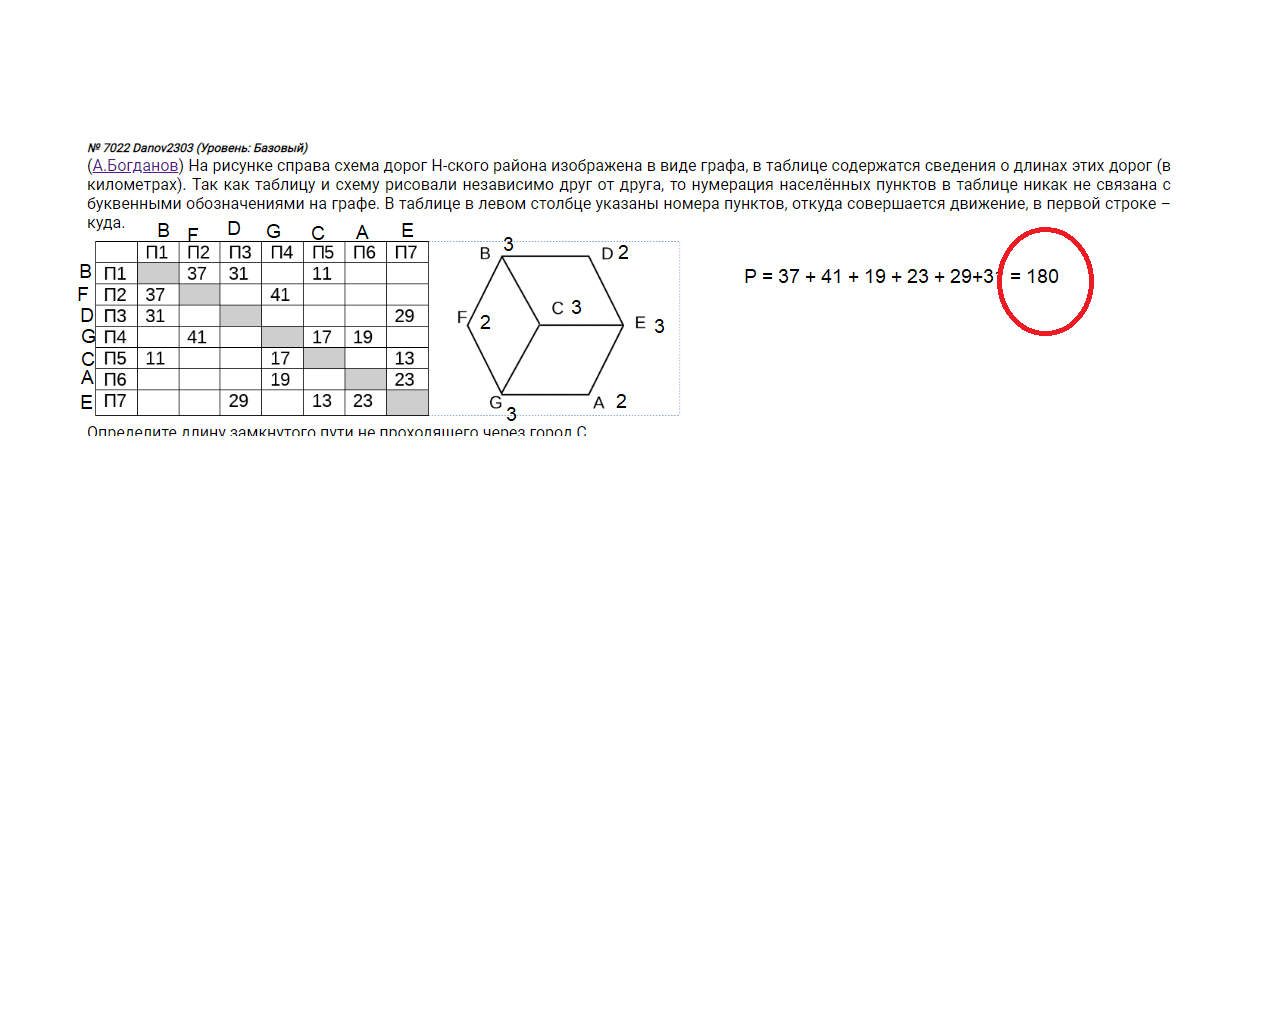 № 7022 Danov2303 (Уровень: Базовый)
(А.Богданов) На рисунке справа схема дорог Н-ского района изображена в виде графа, в таблице содержатся сведения о длинах этих дорог (в
километрах). Так как таблицу и схему рисовали независимо друг от друга, то нумерация населённых пунктов в таблице никак не связана с
буквенными обозначениями на графе. В таблице в левом столбце указаны номера пунктов, откуда совершается движение, в первой строке –
куда.
B F D G C A E
П1 П2 П3 П4 П5 П6 П7
B П1 37 31 11
F П2 37 41
D П3 31 29
G П4 41 17 19
C П5 11 17 13
A П6 19 23
E П7 29 13 23
B 3
D 2
C 3
F 2
E 3
G 3
A 2
P = 37 + 41 + 19 + 23 + 29+31 = 180
Определите длину замкнутого пути не проходящего через город С